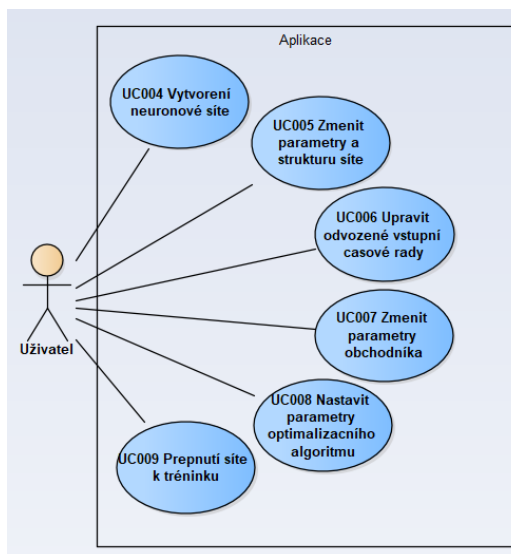 Aplikace
UC004 Vytvorení
neuronové síte
UC005 Zmenit
parametry a
strukturu síte
UC006 Upravit
odvozené vstupní
casové rady
UC007 Zmenit
parametry
obchodníka
UC008 Nastavit
parametry
optimalizacního
algoritmu
UC009 Prepnutí síte
k tréninku
Uživatel